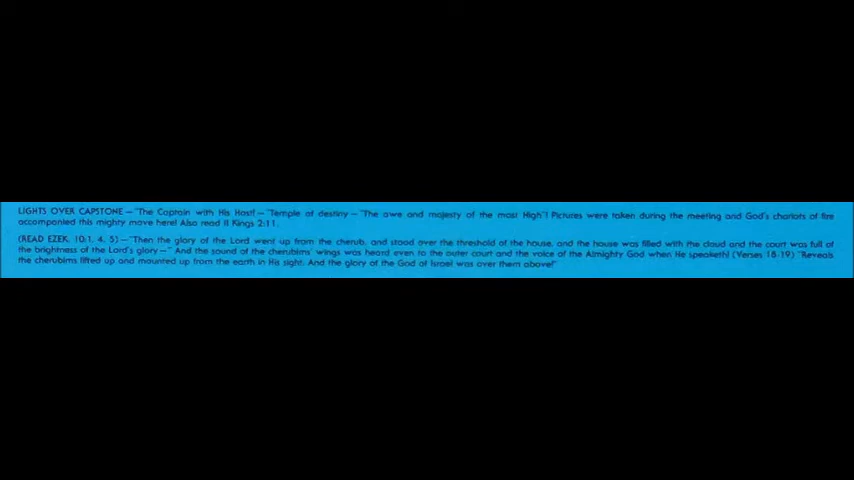 LIGHTS OVER CAPSTONE — "The Captain with His Host! — "Temple of destiny — "The awe and majesty of the most High"! Pictures were taken during the meeting and God's chariots of fire
accompanied this mighty move here! Also read II Kings 2:11.
(READ EZEK. 10:1, 4, 5) — "Then the glory of the Lord went up from the cherub, and stood over the threshold of the house, and the house was filled with the cloud and the court was full of
the brightness of the Lord's glory — " And the sound of the cherubims' wings was heard even to the outer court and the voice of the Almighty God when He speaketh! (Verses 18-19) "Reveals
the cherubims lifted up and mounted up from the earth in His sight. And the glory of the God of Israel was over them above!"